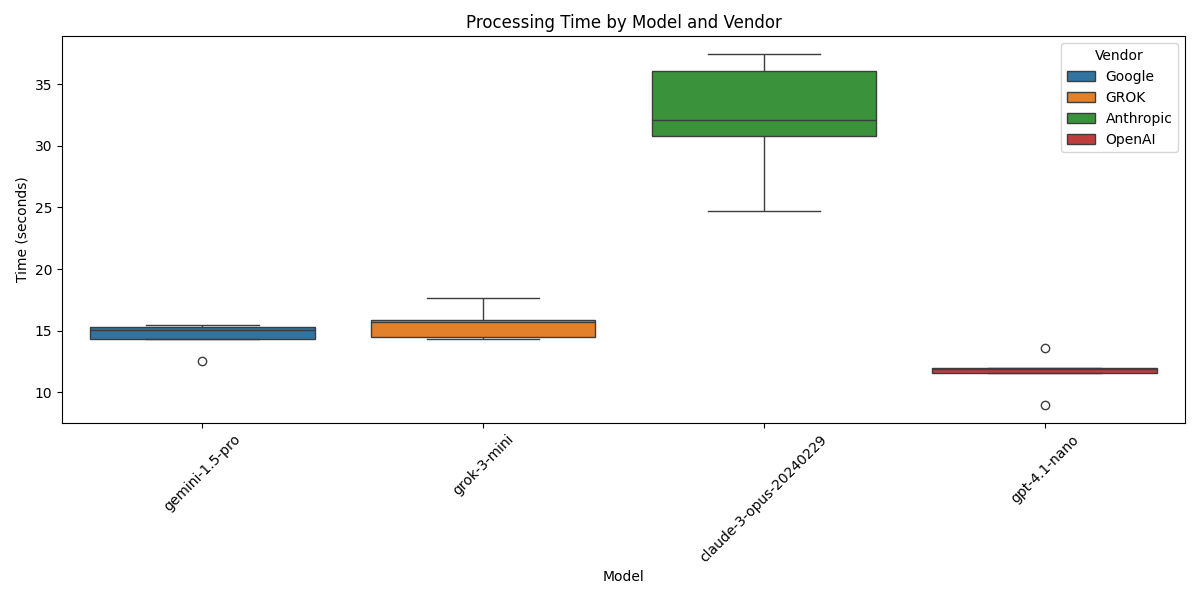 Processing Time by Model and Vendor
Vendor
Google
GROK
Anthropic
OpenAI
Time (seconds)
35
30
25
20
15
10
gemini-1.5-pro
grok-3-mini
claude-3-opus-20240229
gpt-4.1-nano
Model